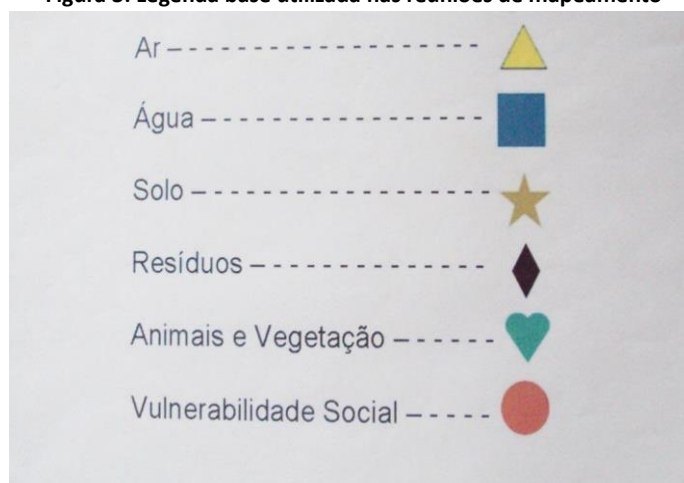 Figura 3. Legenda base utilizada nas reuniões de mapeamento
Ar
Água
Solo
Resíduos
Animais e Vegetação
Vulnerabilidade Social